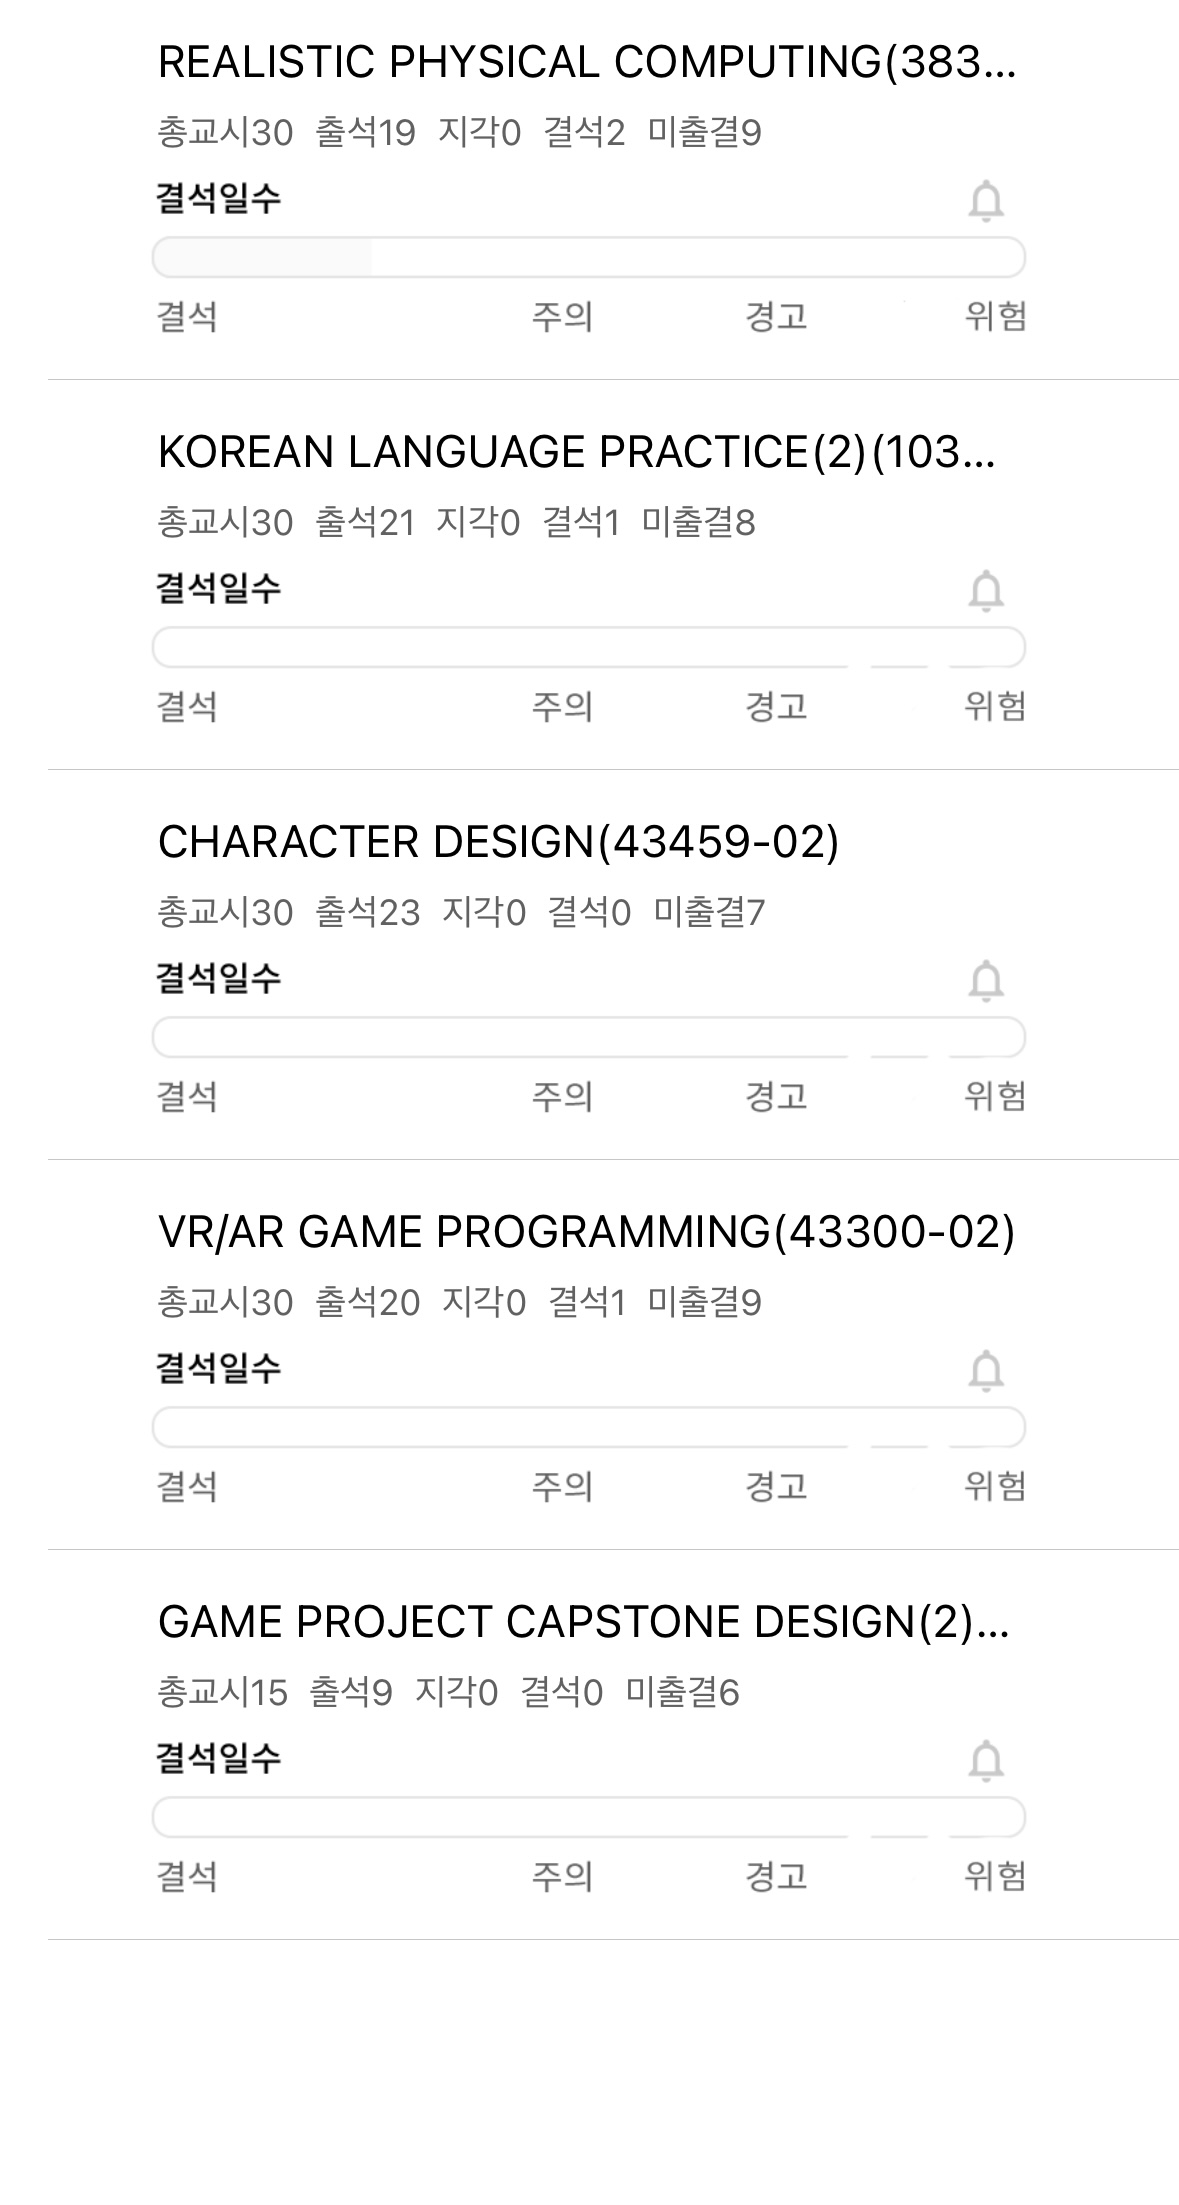 REALISTIC PHYSICAL COMPUTING(383...
총교시30 출석19 지각0 결석2 미출결9
결석일수
결석 주의 경고 위험
KOREAN LANGUAGE PRACTICE(2)(103...
총교시30 출석21 지각0 결석1 미출결8
결석일수
결석 주의 경고 위험
CHARACTER DESIGN(43459-02)
총교시30 출석23 지각0 결석0 미출결7
결석일수
결석 주의 경고 위험
VR/AR GAME PROGRAMMING(43300-02)
총교시30 출석20 지각0 결석1 미출결9
결석일수
결석 주의 경고 위험
GAME PROJECT CAPSTONE DESIGN(2)...
총교시15 출석9 지각0 결석0 미출결6
결석일수
결석 주의 경고 위험